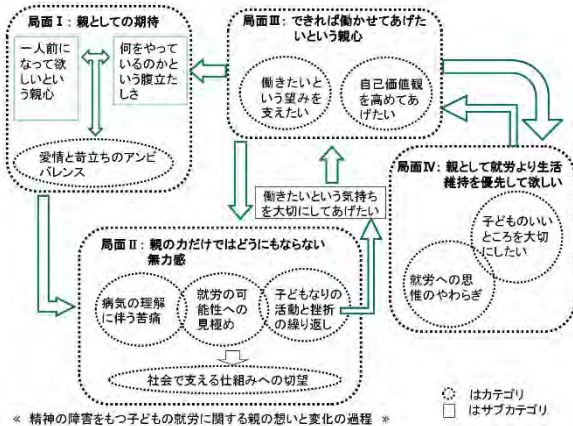 局面Ⅰ：親としての期待
一人前に
なって欲
しいとい
う親心
何をやって
いるのかと
いう腹立た
しさ
愛情と苛立ちのアンビ
バレンス
局面Ⅲ：できれば働かせてあげた
いという親心
働きたいと
いう望みを
支えたい
自己価値観
を高めてあ
げたい
局面Ⅳ：親として就労より生活
維持を優先して欲しい
子どものいい
ところを大切
にしたい
就労への思
惟のやわらぎ
働きたいという気持ち
を大切にしてあげたい
局面Ⅱ：親の力だけではどうにもならない
無力感
病気の理解
に伴う苦痛
就労の可
能性への
見極め
子どもなりの
活動と挫折
の繰り返し
社会で支える仕組みへの切望
はカテゴリ
はサブカテゴリ
≪ 精神の障害をもつ子どもの就労に関する親の想いと変化の過程 ≫